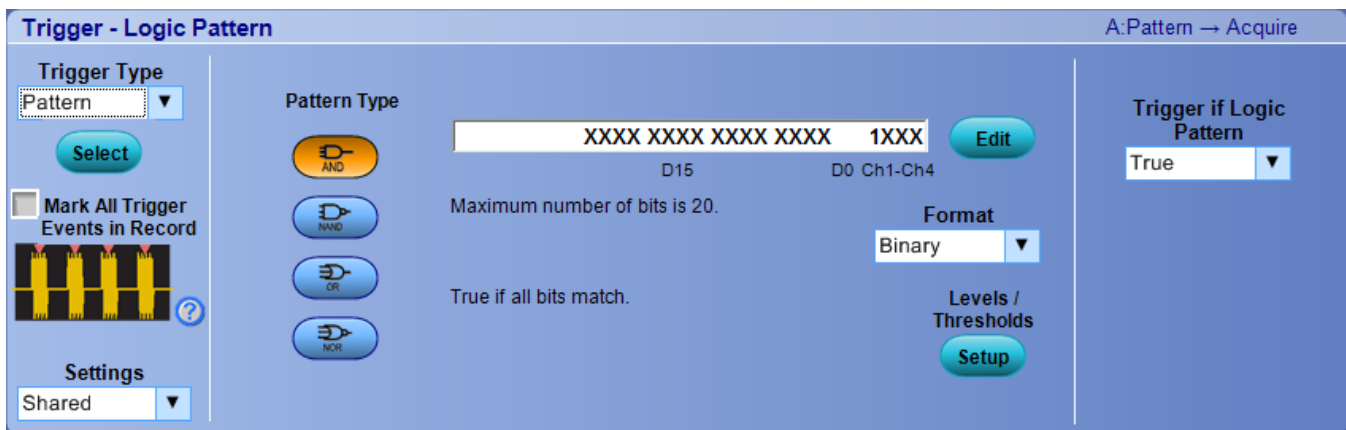 Trigger - Logic Pattern
A:Pattern → Acquire
Trigger Type
Pattern
Select
Mark All Trigger
Events in Record
Settings
Shared
Pattern Type
AND
NAND
OR
NOR
XXXX XXXX XXXX XXXX 1XXX
Edit
D15 D0 Ch1-Ch4
Maximum number of bits is 20.
Format
Binary
True if all bits match.
Levels /
Thresholds
Setup
Trigger if Logic
Pattern
True